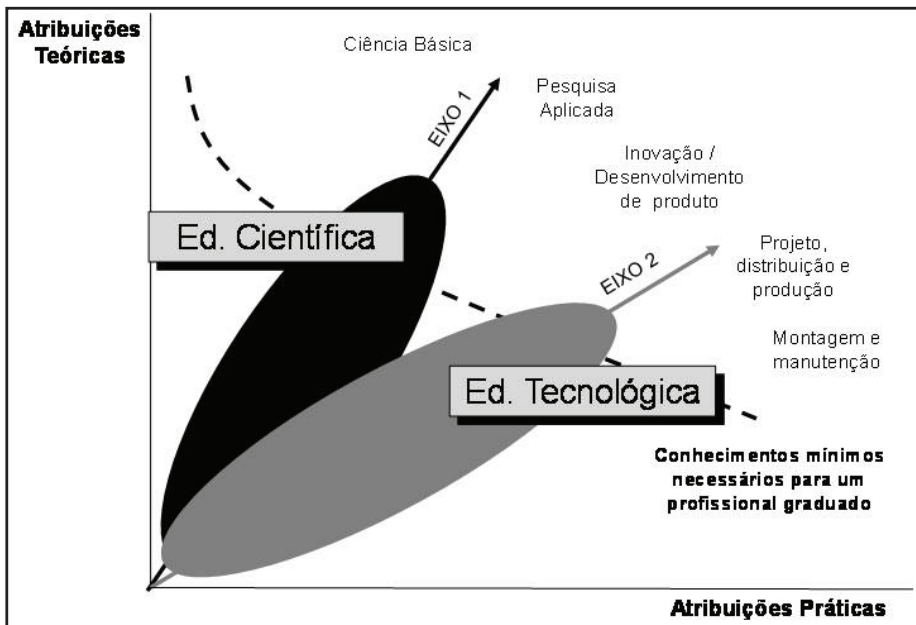 Atribuições
Teóricas
Ciência Básica
EIXO 1
Pesquisa
Aplicada
Inovação /
Desenvolvimento
de produto
Ed. Científica
EIXO 2
Projeto,
distribuição e
produção
Montagem e
manutenção
Ed. Tecnológica
Conhecimentos mínimos
necessários para um
profissional graduado
Atribuições Práticas